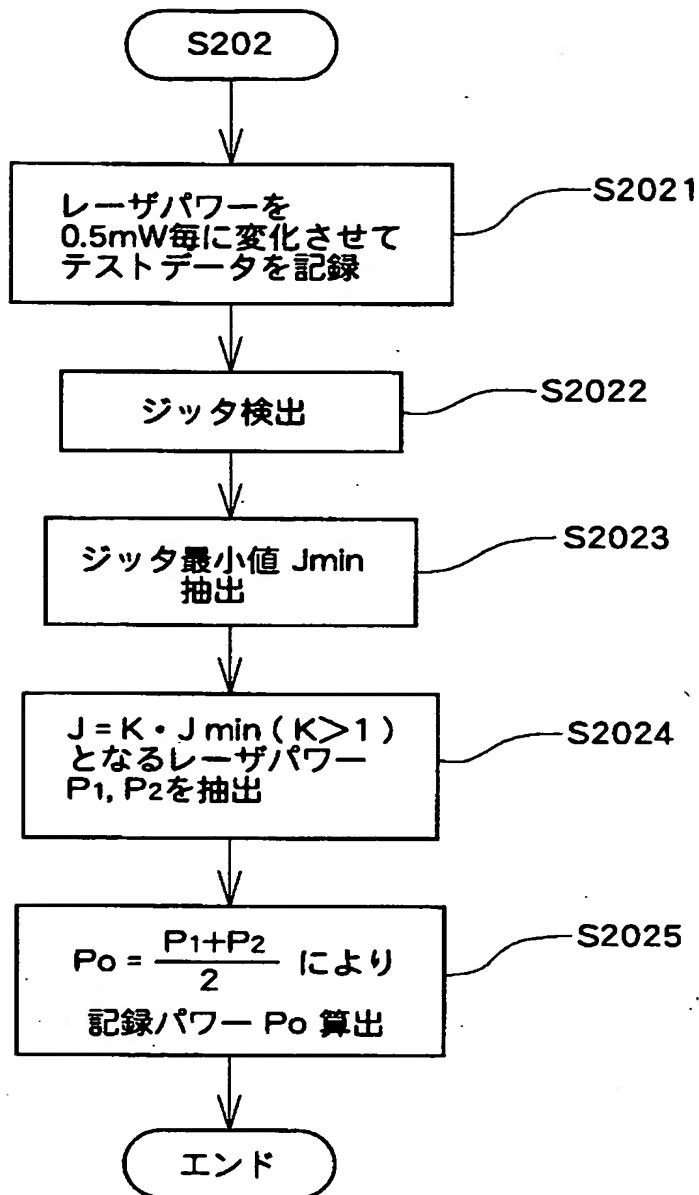 S202
レーザパワーを
0.5mW毎に変化させて
テストデータを記録
S2021
ジッタ検出
S2022
ジッタ最小値 Jmin
抽出
S2023
J=K・Jmin(K>1)
となるレーザパワー
P1, P2を抽出
S2024
Po = P1+P2 / 2 により
記録パワー Po 算出
S2025
エンド